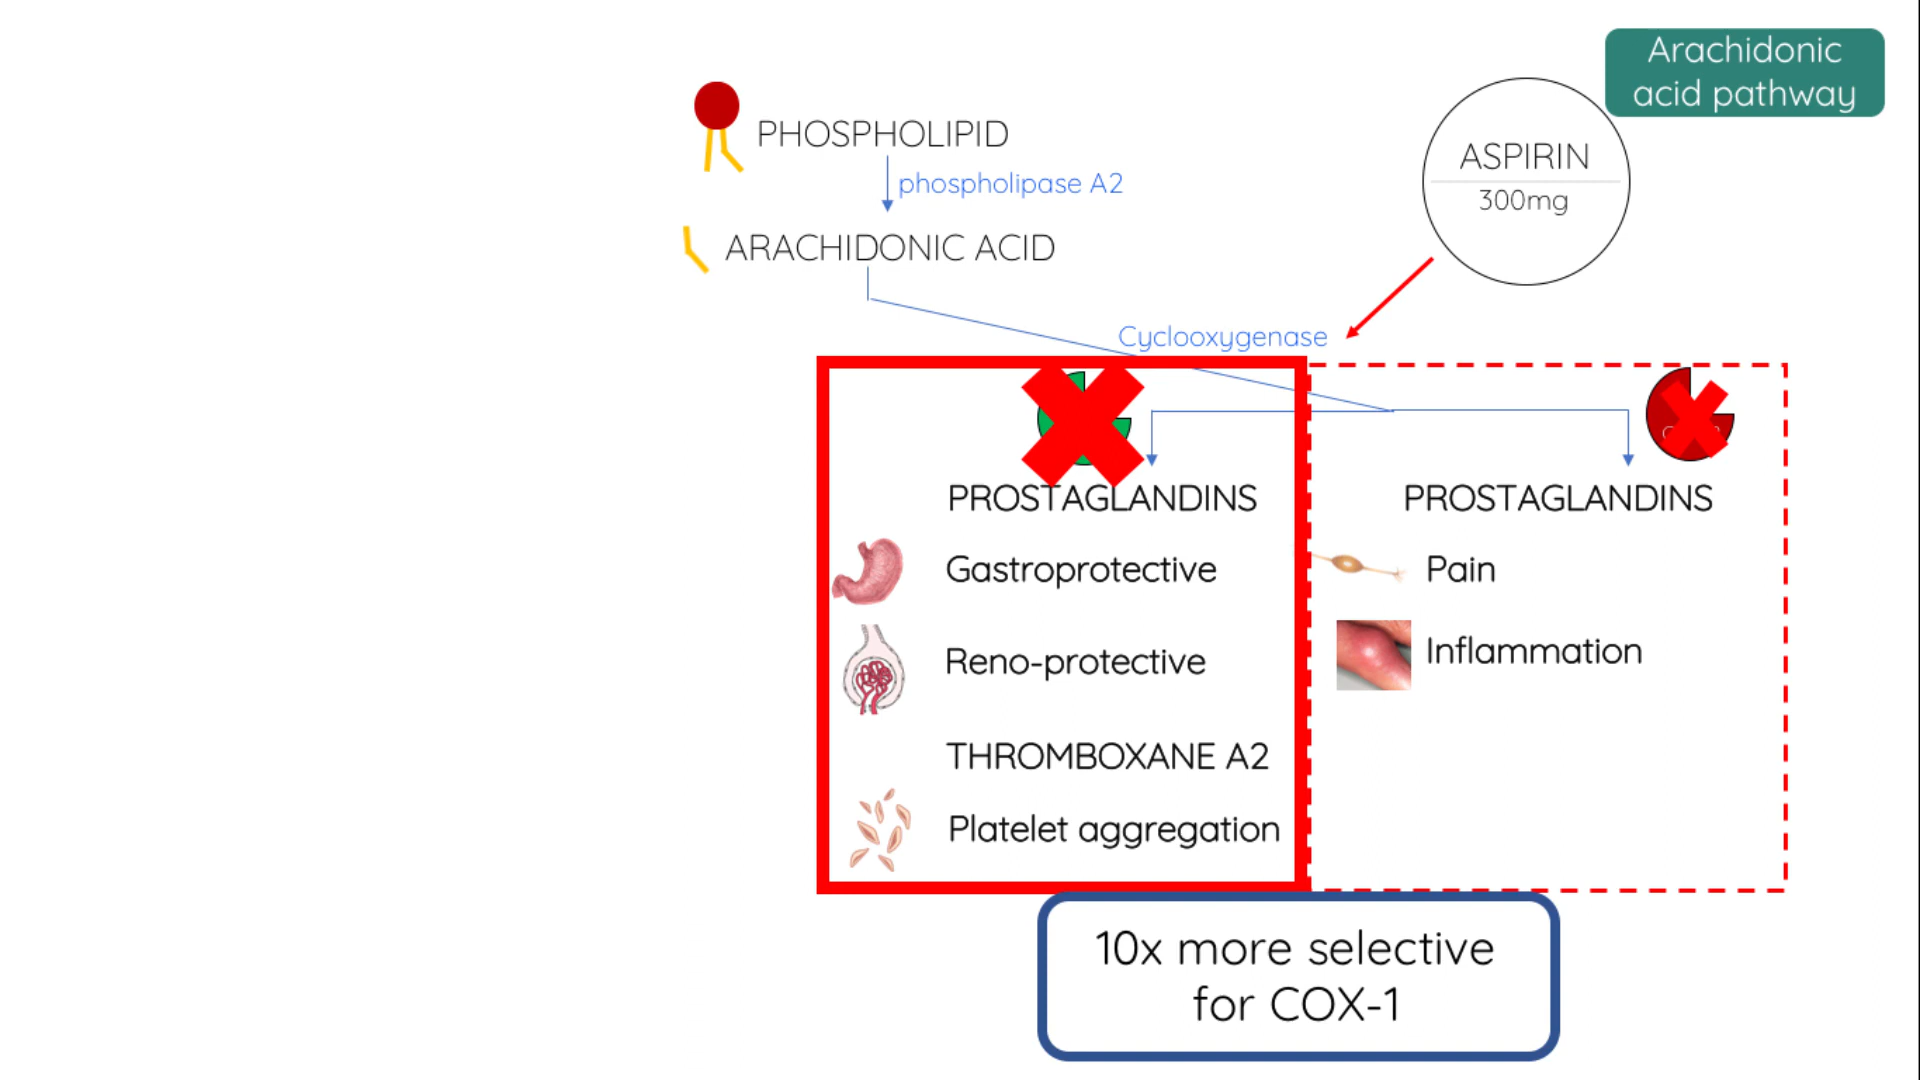 Arachidonic
acid pathway
PHOSPHOLIPID
phospholipase A2
ARACHIDONIC ACID
ASPIRIN
300mg
Cyclooxygenase
PROSTAGLANDINS
Gastroprotective
Reno-protective
THROMBOXANE A2
Platelet aggregation
PROSTAGLANDINS
Pain
Inflammation
10x more selective
for COX-1